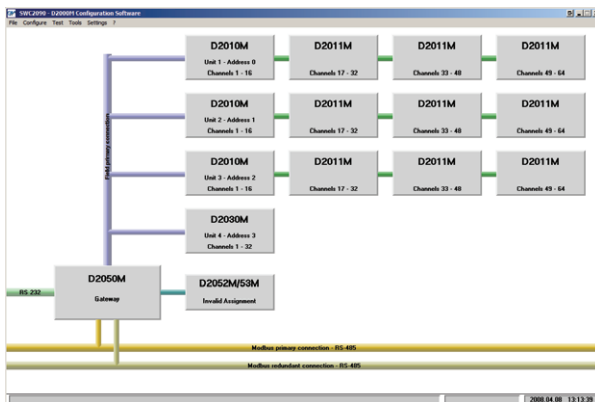 SWC2090 - D2000M Configuration Software
File Configure Test Tools Settings ?
D2010M
Unit 1 - Address 0
Channels 1 - 16
D2011M
Channels 17 - 32
D2011M
Channels 33 - 48
D2011M
Channels 49 - 64
D2010M
Unit 2 - Address 1
Channels 1 - 16
D2011M
Channels 17 - 32
D2011M
Channels 33 - 48
D2011M
Channels 49 - 64
D2010M
Unit 3 - Address 2
Channels 1 - 16
D2011M
Channels 17 - 32
D2011M
Channels 33 - 48
D2011M
Channels 49 - 64
Field primary connection
D2030M
Unit 4 - Address 3
Channels 1 - 32
D2050M
Gateway
D2052M/53M
Invalid Assignment
RS 232
Modbus primary connection - RS-485
Modbus redundant connection - RS-485
2008.04.08 13:13:39